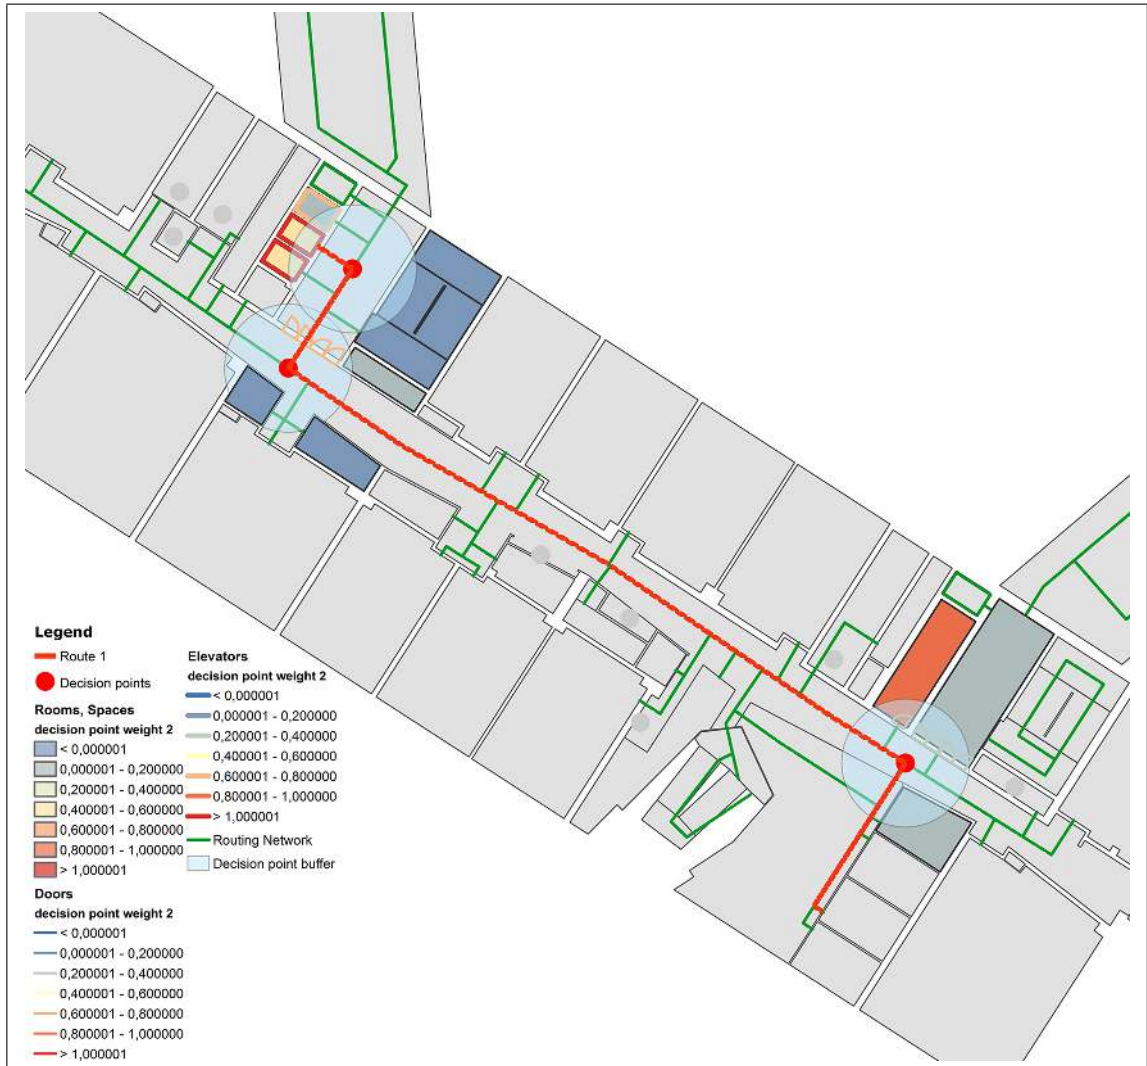 Legend
Route 1
Decision points
Rooms, Spaces
decision point weight 2
< 0,000001
0,000001 - 0,200000
0,200001 - 0,400000
0,400001 - 0,600000
0,600001 - 0,800000
0,800001 - 1,000000
> 1,000001
Doors
decision point weight 2
< 0,000001
0,000001 - 0,200000
0,200001 - 0,400000
0,400001 - 0,600000
0,600001 - 0,800000
0,800001 - 1,000000
> 1,000001
Elevators
decision point weight 2
< 0,000001
0,000001 - 0,200000
0,200001 - 0,400000
0,400001 - 0,600000
0,600001 - 0,800000
0,800001 - 1,000000
> 1,000001
Routing Network
Decision point buffer